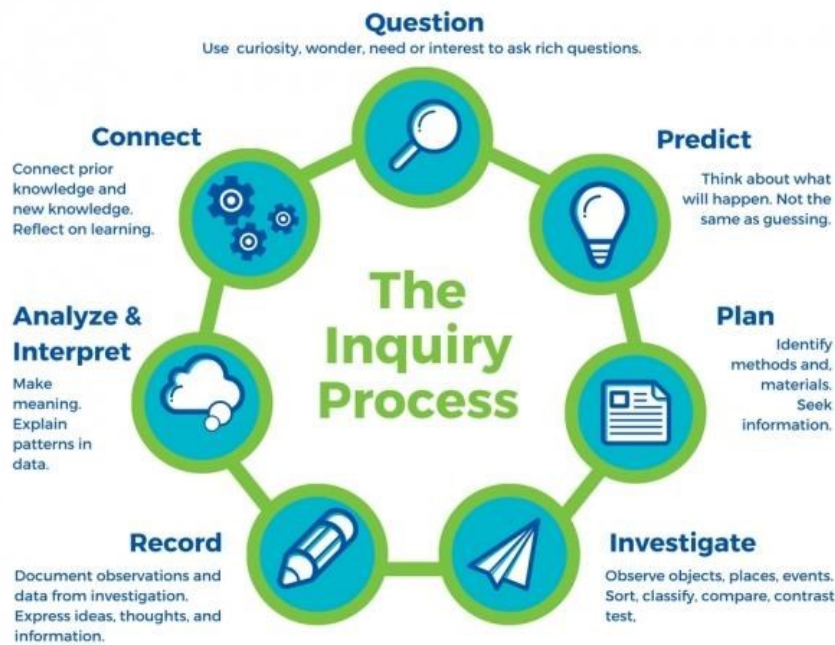 Question
Use curiosity, wonder, need or interest to ask rich questions.
Predict
Think about what
will happen. Not the
same as guessing.
Plan
Identify
methods and,
materials.
Seek
information.
Investigate
Observe objects, places, events.
Sort, classify, compare, contrast
test,
Record
Document observations and
data from investigation.
Express ideas, thoughts, and
information.
Analyze &
Interpret
Make
meaning.
Explain
patterns in
data.
Connect
Connect prior
knowledge and
new knowledge.
Reflect on learning.
The
Inquiry
Process